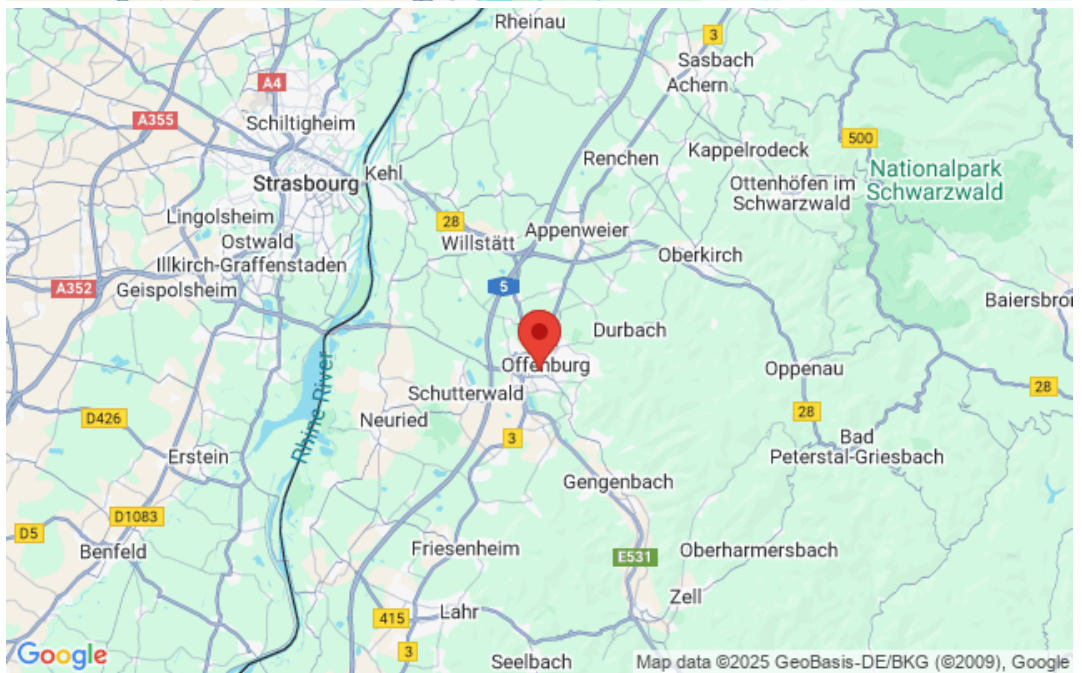 Rheinau
3
Sasbach
Achern
A4
A355
Schiltigheim
500
Renchen
Kappelrodeck
Nationalpark
Schwarzwald
Ottenhöfen im
Schwarzwald
Strasbourg
Kehl
Lingolsheim
28
Appenweier
Ostwald
Willstätt
Oberkirch
Illkirch-Graffenstaden
A352
Geispolsheim
5
Baiersbro
Durbach
Offenburg
Oppenau
28
Schutterwald
Rhine River
Neuried
28
D426
3
Bad
Peterstal-Griesbach
Erstein
Gengenbach
D1083
D5
Benfeld
Friesenheim
E531
Oberharmersbach
Zell
415
Lahr
3
Seelbach
Google
Map data ©2025 GeoBasis-DE/BKG (©2009), Google